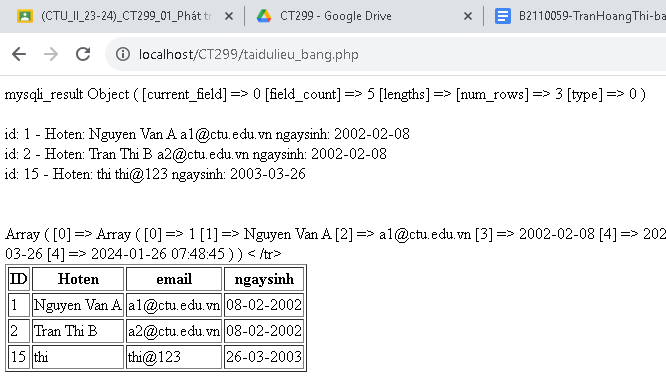 (CTU_II_23-24)_CT299_01_Phát tr
CT299 - Google Drive
B2110059-TranHoangThi-ba
localhost/CT299/taidulieu_bang.php
mysqli_result Object ( [current_field] => 0 [field_count] => 5 [lengths] => [num_rows] => 3 [type] => 0 )
id: 1 - Hoten: Nguyen Van A a1@ctu.edu.vn ngaysinh: 2002-02-08
id: 2 - Hoten: Tran Thi B a2@ctu.edu.vn ngaysinh: 2002-02-08
id: 15 - Hoten: thi thi@123 ngaysinh: 2003-03-26
Array ( [0] => Array ( [0] => 1 [1] => Nguyen Van A [2] => a1@ctu.edu.vn [3] => 2002-02-08 [4] => 202
03-26 [4] => 2024-01-26 07:48:45 ) ) < /tr>
ID Hoten email ngaysinh
1 Nguyen Van A a1@ctu.edu.vn 08-02-2002
2 Tran Thi B a2@ctu.edu.vn 08-02-2002
15 thi thi@123 26-03-2003